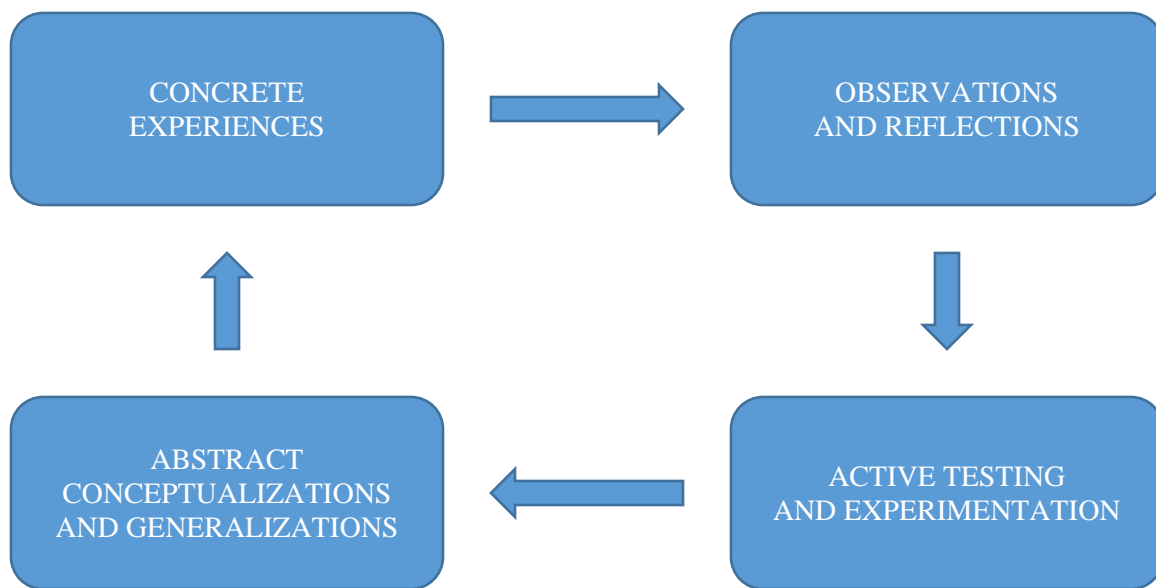 CONCRETE
EXPERIENCES
OBSERVATIONS
AND REFLECTIONS
ACTIVE TESTING
AND EXPERIMENTATION
ABSTRACT
CONCEPTUALIZATIONS
AND GENERALIZATIONS